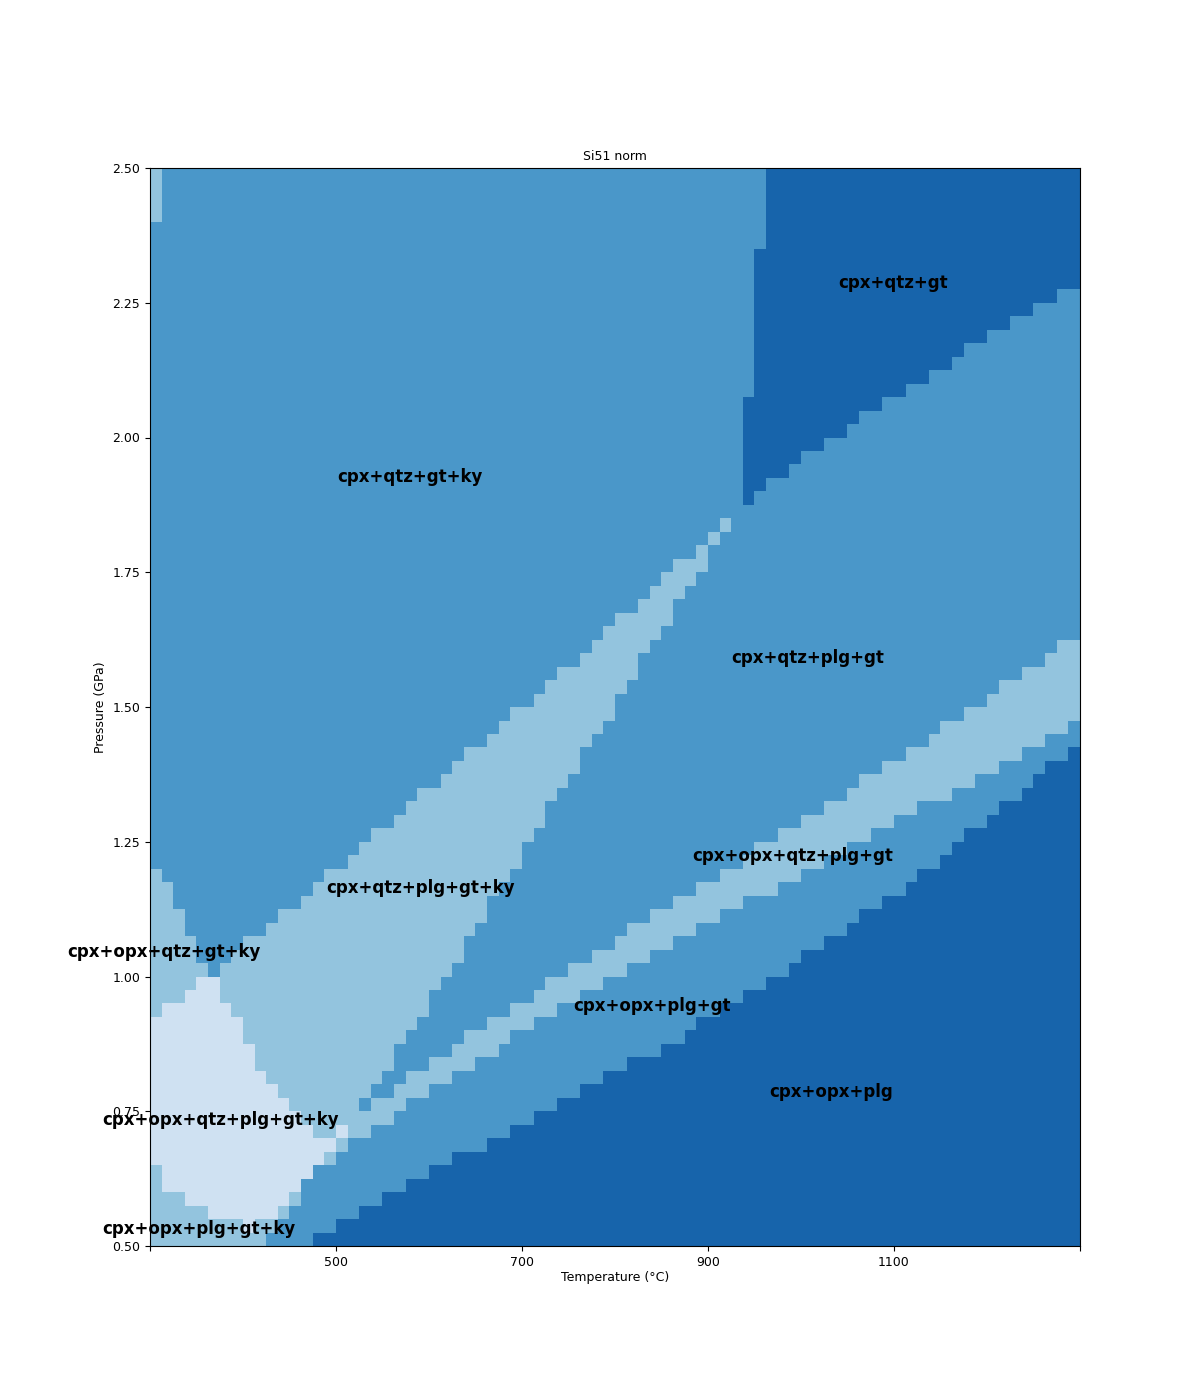 Si51 norm
2.50
cpx+qtz+gt
2.25
2.00
cpx+qtz+gt+ky
1.75
cpx+qtz+plg+gt
Pressure (GPa)
1.50
1.25
cpx+opx+qtz+plg+gt
cpx+qtz+plg+gt+ky
cpx+opx+qtz+gt+ky
1.00
cpx+opx+plg+gt
cpx+opx+plg
0.75
cpx+opx+qtz+plg+gt+ky
cpx+opx+plg+gt+ky
0.50
500 700 900 1100
Temperature (°C)